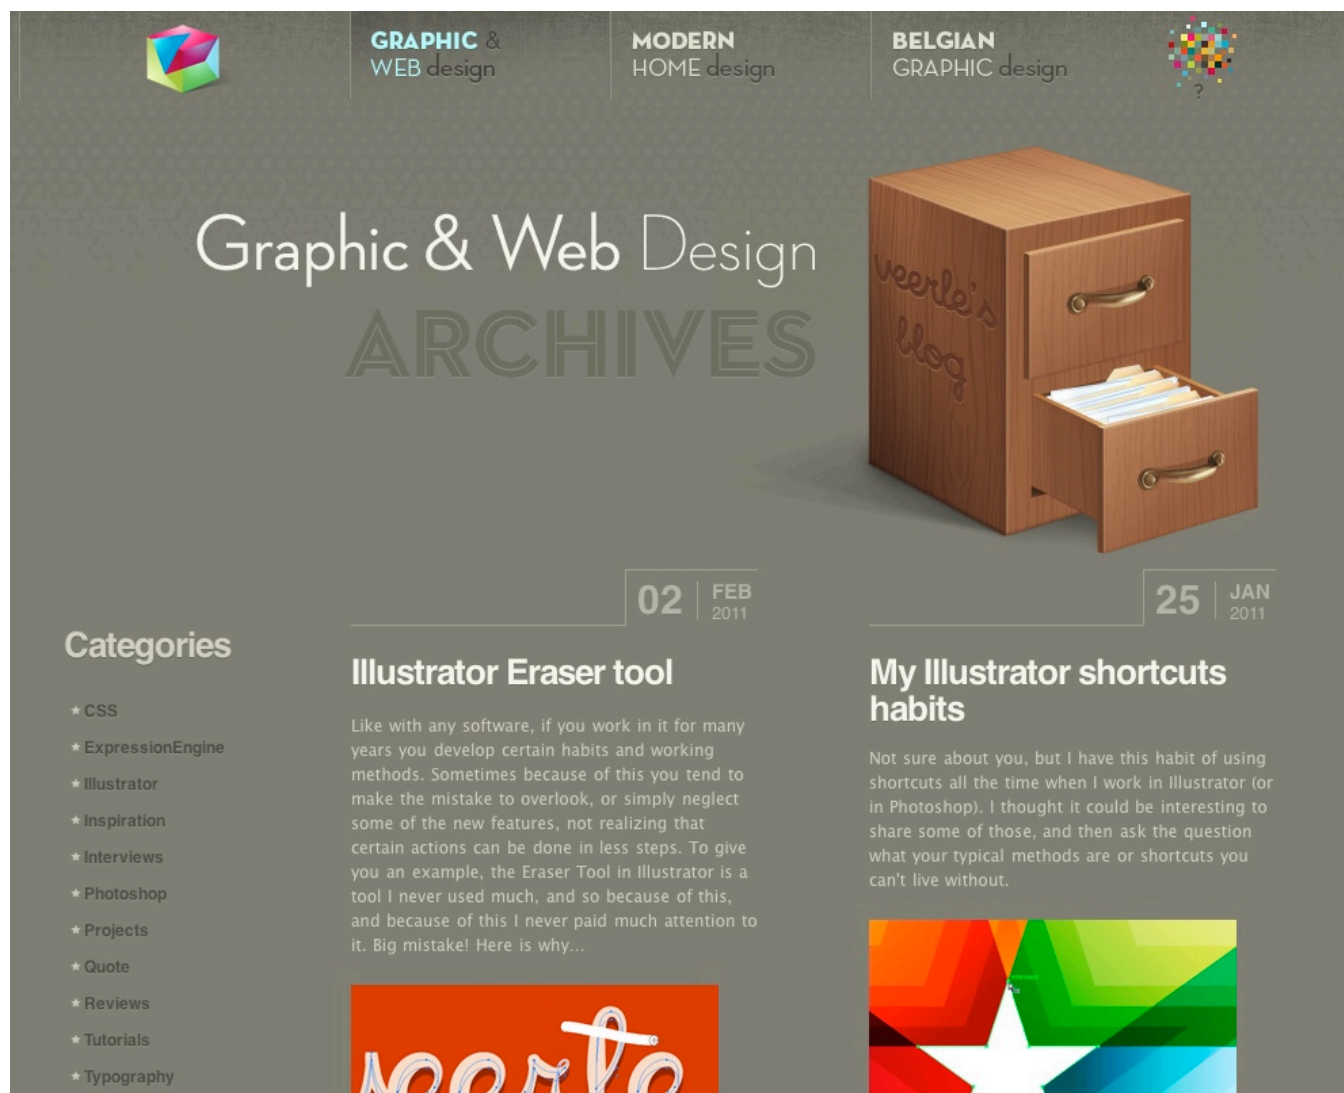 GRAPHIC &
WEB design
MODERN
HOME design
BELGIAN
GRAPHIC design
?
Graphic & Web Design
ARCHIVES
veerle's
blog
Categories
CSS
ExpressionEngine
Illustrator
Inspiration
Interviews
Photoshop
Projects
Quote
Reviews
Tutorials
Typography
02 FEB
2011
Illustrator Eraser tool
Like with any software, if you work in it for many
years you develop certain habits and working
methods. Sometimes because of this you tend to
make the mistake to overlook, or simply neglect
some of the new features, not realizing that
certain actions can be done in less steps. To give
you an example, the Eraser Tool in Illustrator is a
tool I never used much, and so because of this,
and because of this I never paid much attention to
it. Big mistake! Here is why...
veerle
25 JAN
2011
My Illustrator shortcuts
habits
Not sure about you, but I have this habit of using
shortcuts all the time when I work in Illustrator (or
in Photoshop). I thought it could be interesting to
share some of those, and then ask the question
what your typical methods are or shortcuts you
can't live without.